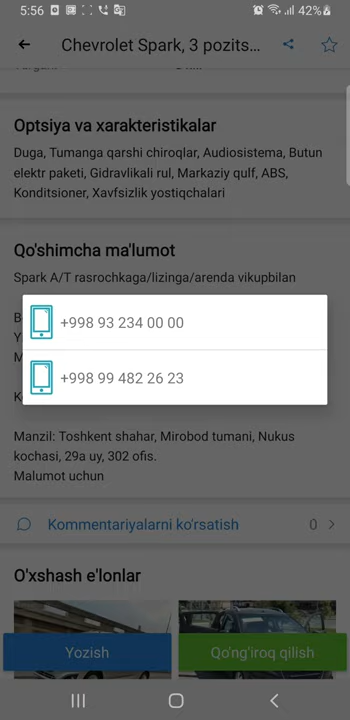 5:56
42%
Chevrolet Spark, 3 pozits...
Optsiya va xarakteristikalar
Duga, Tumanga qarshi chiroqlar, Audiosistema, Butun
elektr paketi, Gidravlikali rul, Markaziy qulf, ABS,
Konditsioner, Xavfsizlik yostiqchalari
Qo'shimcha ma'lumot
Spark A/T rasrochkaga/lizinga/arenda vikupbilan
+998 93 234 00 00
+998 99 482 26 23
Manzil: Toshkent shahar, Mirobod tumani, Nukus
kochasi, 29a uy, 302 ofis.
Malumot uchun
Kommentariyalarni ko'rsatish 0
O'xshash e'lonlar
Yozish
Qo'ng'iroq qilish